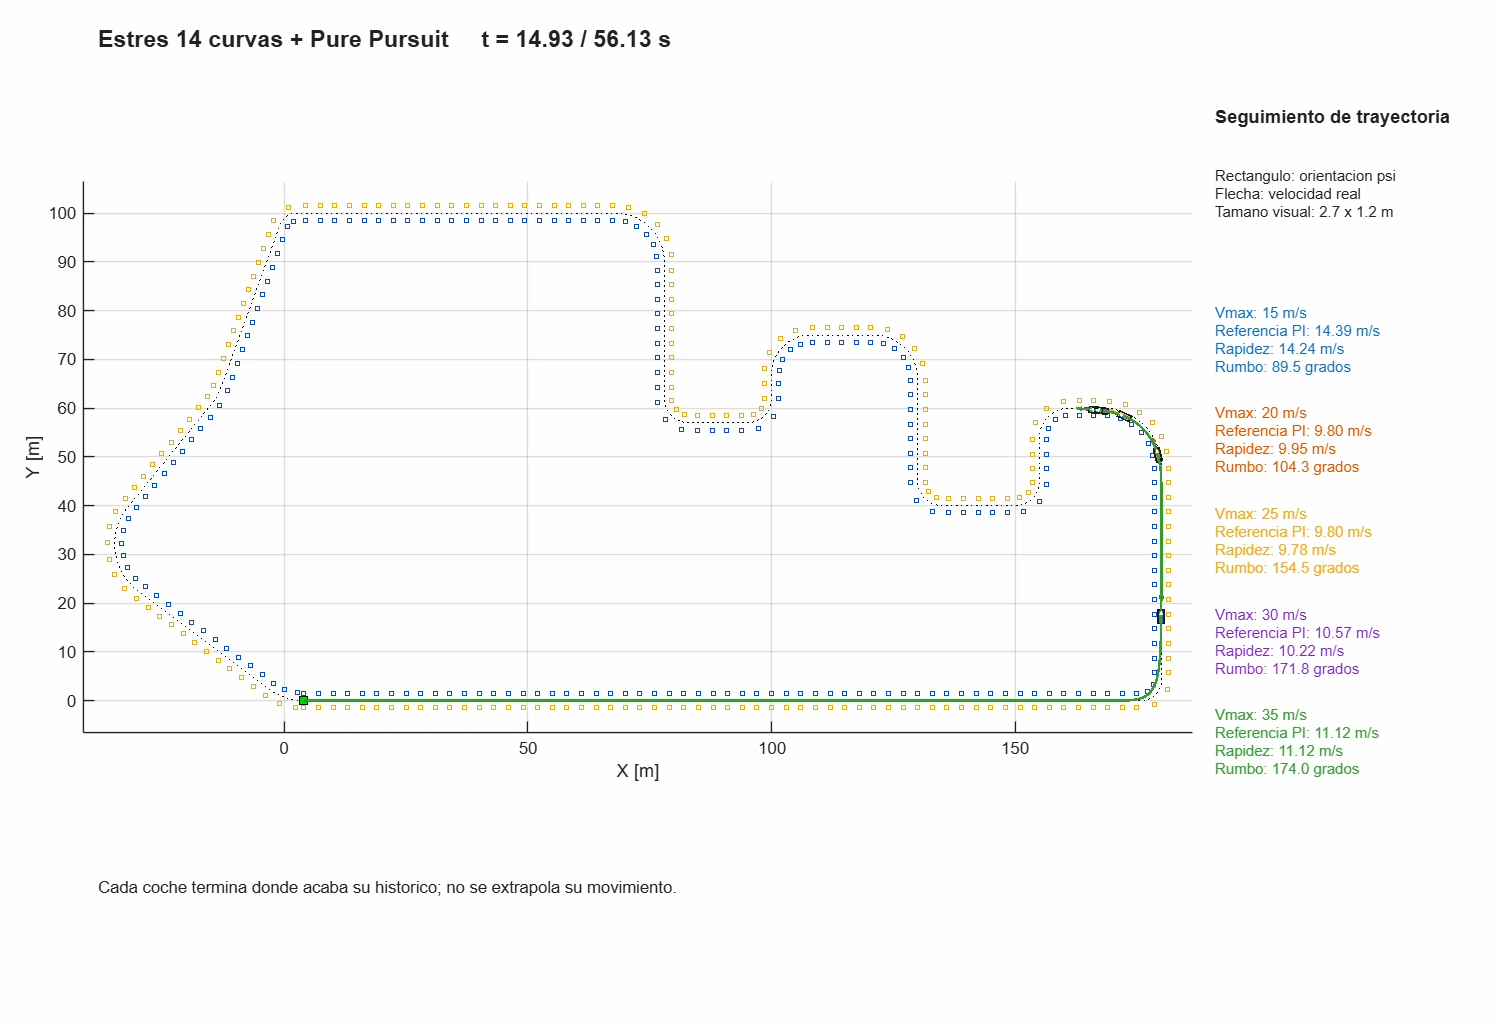 Estres 14 curvas + Pure Pursuit t = 14.93 / 56.13 s
Seguimiento de trayectoria
Rectangulo: orientacion psi
Flecha: velocidad real
Tamano visual: 2.7 x 1.2 m
Vmax: 15 m/s
Referencia PI: 14.39 m/s
Rapidez: 14.24 m/s
Rumbo: 89.5 grados
Vmax: 20 m/s
Referencia PI: 9.80 m/s
Rapidez: 9.95 m/s
Rumbo: 104.3 grados
Vmax: 25 m/s
Referencia PI: 9.80 m/s
Rapidez: 9.78 m/s
Rumbo: 154.5 grados
Vmax: 30 m/s
Referencia PI: 10.57 m/s
Rapidez: 10.22 m/s
Rumbo: 171.8 grados
Vmax: 35 m/s
Referencia PI: 11.12 m/s
Rapidez: 11.12 m/s
Rumbo: 174.0 grados
100
90
80
70
60
50
40
30
20
10
0
Y [m]
0 50 100 150
X [m]
Cada coche termina donde acaba su historico; no se extrapola su movimiento.